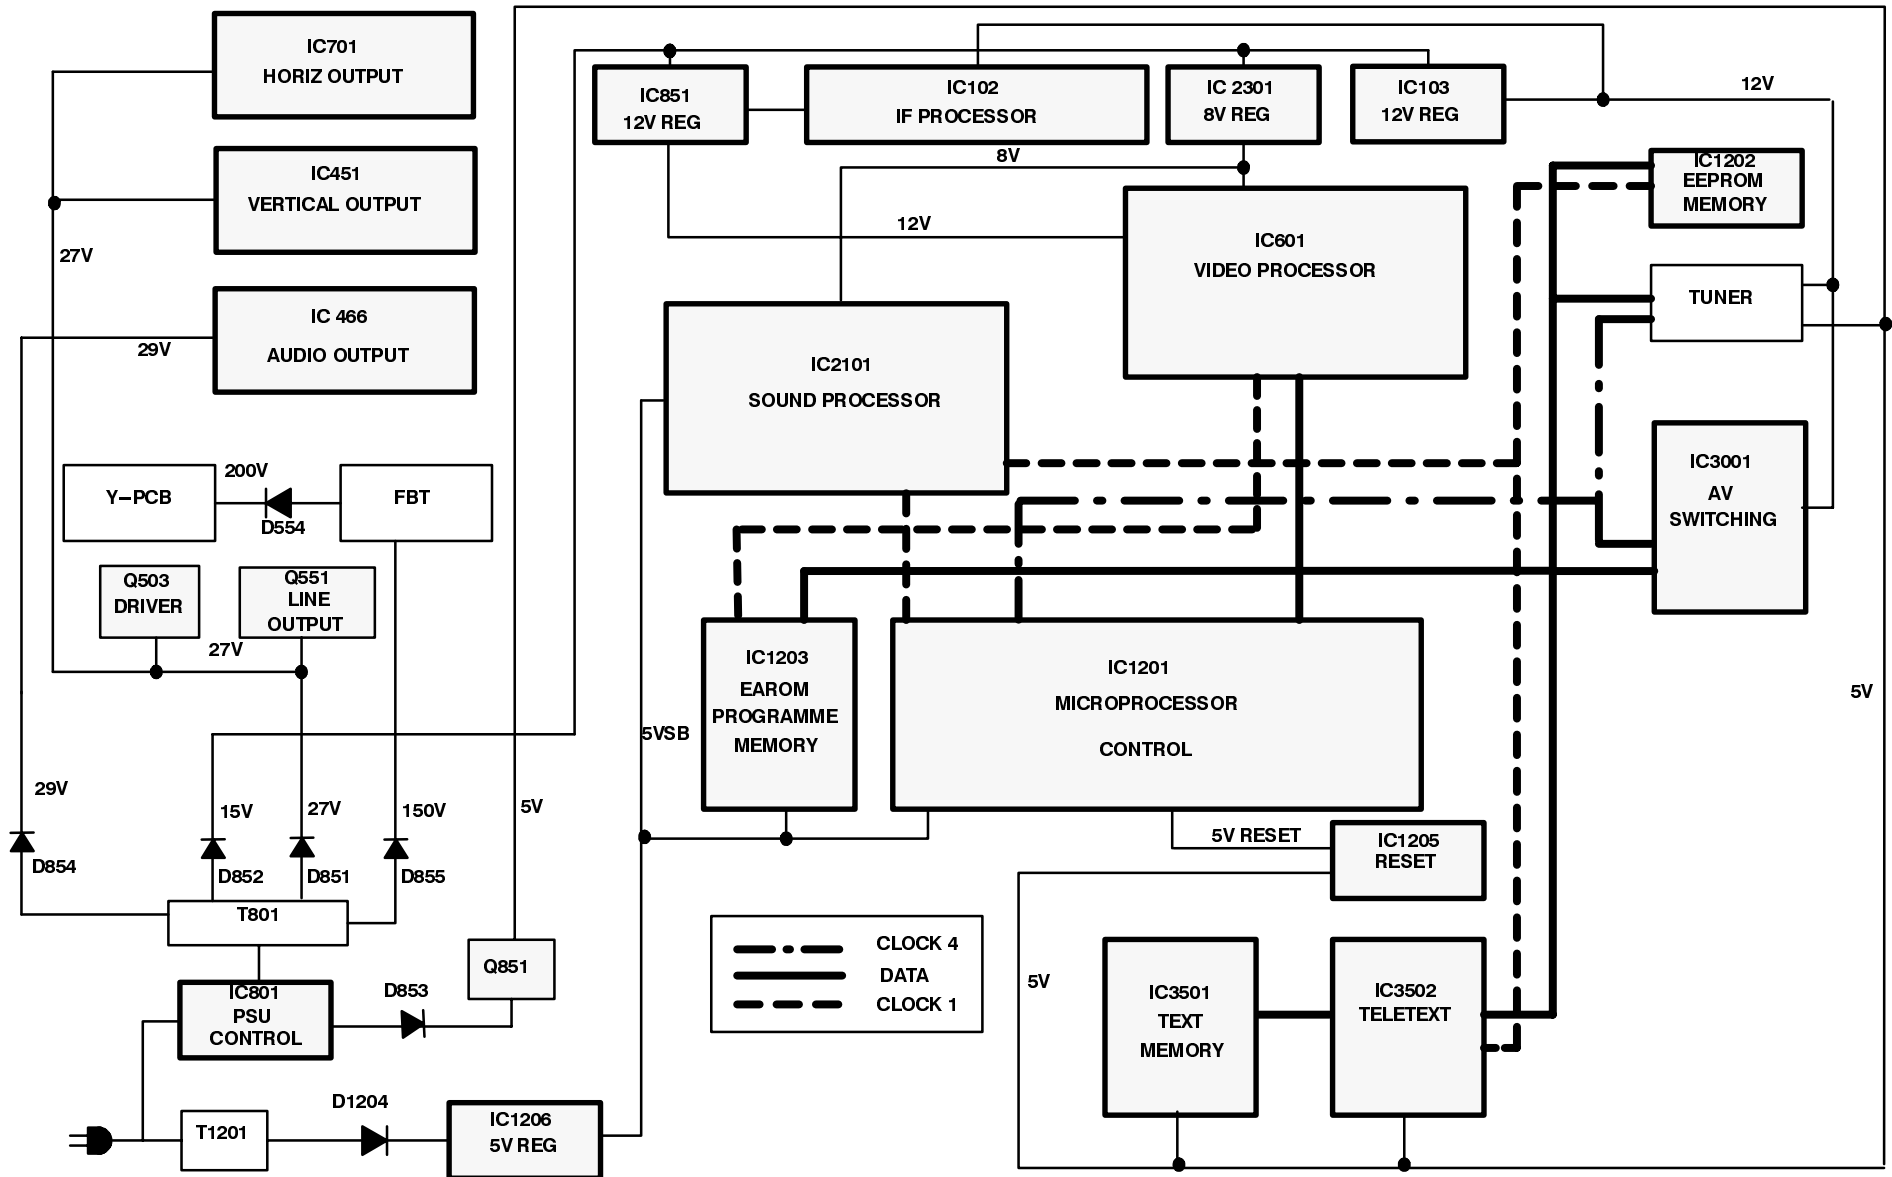 IC701
HORIZ OUTPUT
IC451
VERTICAL OUTPUT
27V
IC 466
AUDIO OUTPUT
29V
Y–PCB
200V
D554
FBT
Q503
DRIVER
Q551
LINE
OUTPUT
27V
29V
15V
27V
150V
5V
D854
D852
D851
D855
T801
IC801
PSU
CONTROL
D853
Q851
T1201
D1204
IC1206
5V REG
IC851
12V REG
IC102
IF PROCESSOR
IC 2301
8V REG
IC103
12V REG
12V
8V
12V
IC601
VIDEO PROCESSOR
IC1202
EEPROM
MEMORY
TUNER
IC2101
SOUND PROCESSOR
IC3001
AV
SWITCHING
5VSB
IC1203
EAROM
PROGRAMME
MEMORY
IC1201
MICROPROCESSOR
CONTROL
5V
5V RESET
IC1205
RESET
CLOCK 4
DATA
CLOCK 1
5V
IC3501
TEXT
MEMORY
IC3502
TELETEXT